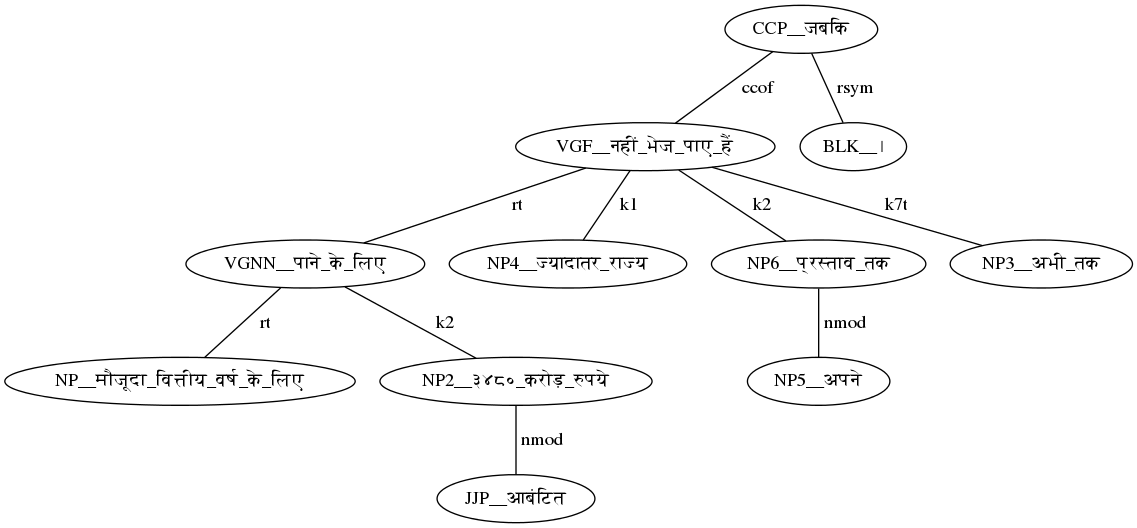 CCP__जबकि
ccof rsym
VGF__नहीं_भेज_पाए_हैं BLK__।
rt k1 k2 k7t
VGNN__पाने_के_लिए NP4__ज्यादातर_राज्य NP6__प्रस्ताव_तक NP3__अभी_तक
rt k2 nmod
NP__मौजूदा_वित्तीय_वर्ष_के_लिए NP2__३४८०_करोड़_रुपये NP5__अपने
nmod
JJP__आबंटित